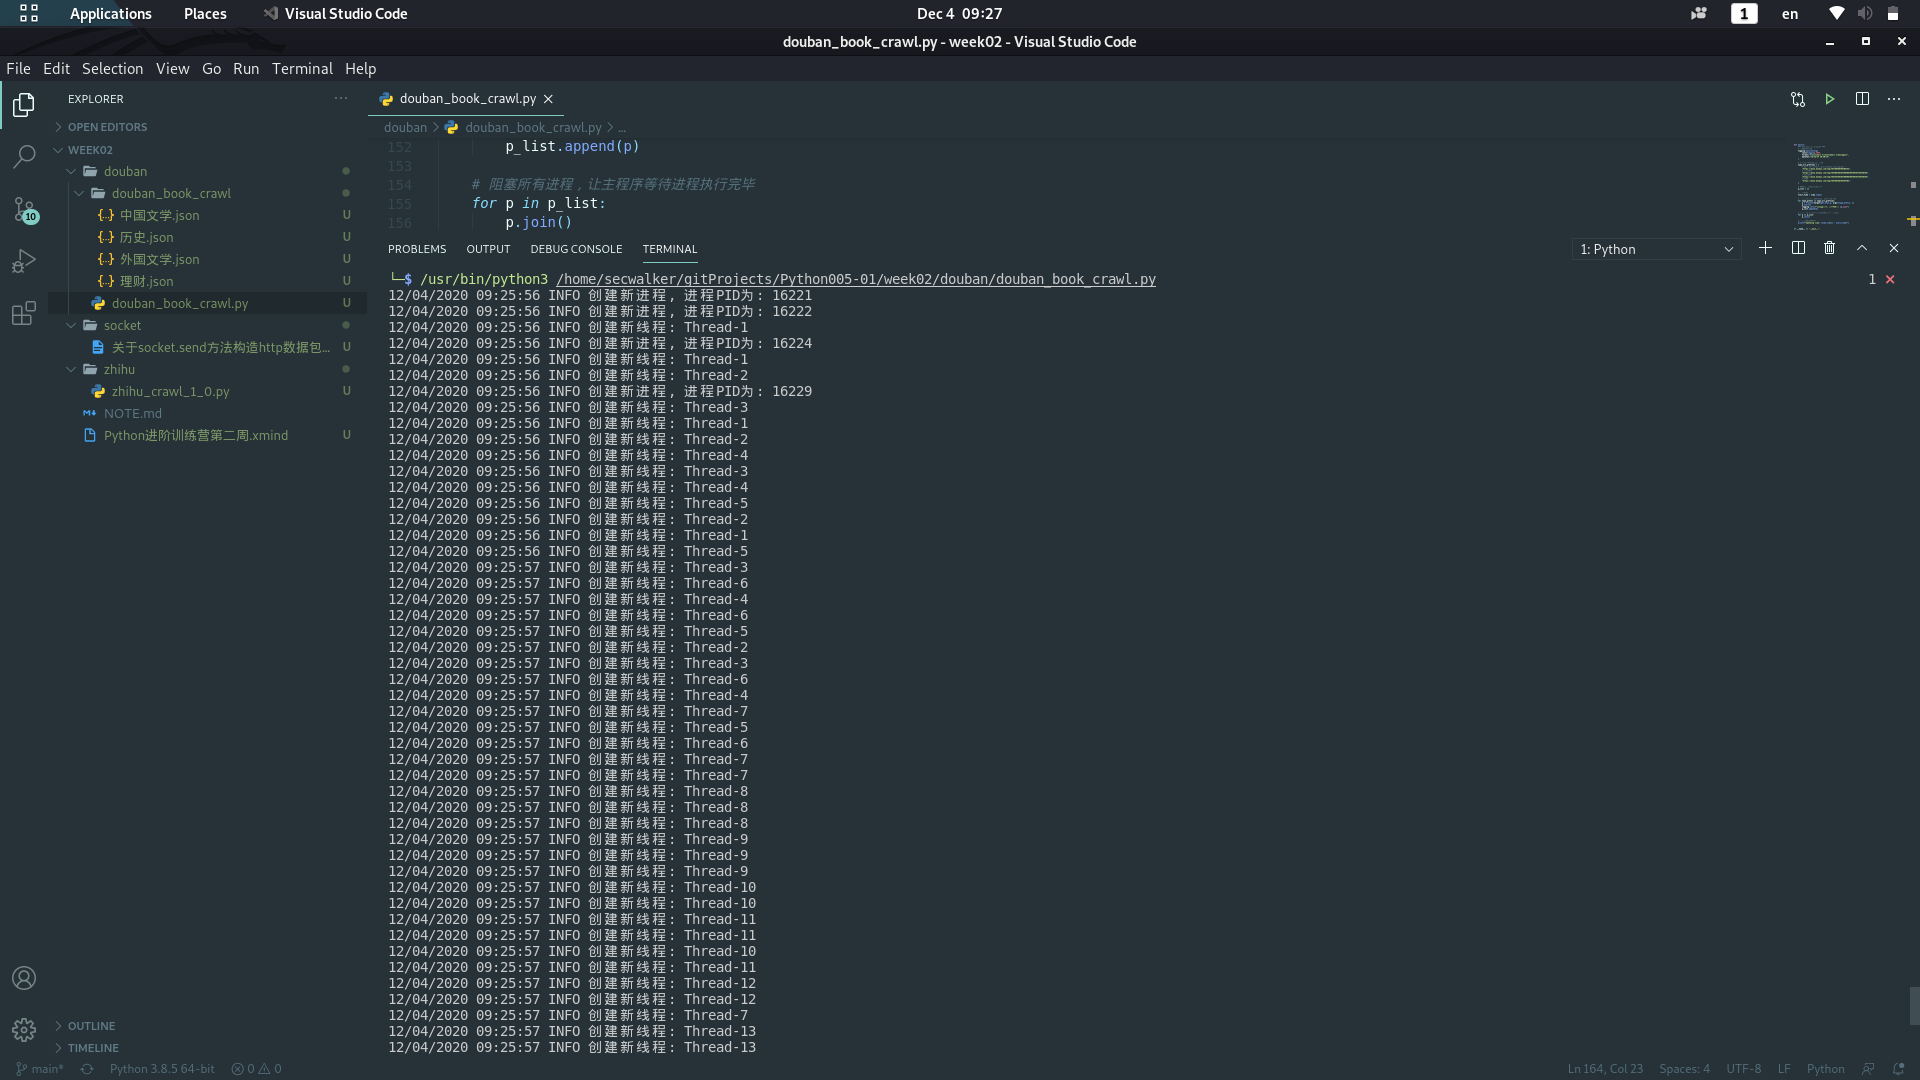 Applications Places Visual Studio Code Dec 4 09:27 1 en
douban_book_crawl.py - week02 - Visual Studio Code
File Edit Selection View Go Run Terminal Help
EXPLORER
OPEN EDITORS
WEEK02
douban
douban_book_crawl
{..} 中国文学.json U
{..} 历史.json U
{..} 外国文学.json U
{..} 理财.json U
douban_book_crawl.py U
socket
关于socket.send方法构造http数据包... U
zhihu
zhihu_crawl_1_0.py U
NOTE.md
Python进阶训练营第二周.xmind U
10
OUTLINE
TIMELINE
douban_book_crawl.py
douban > douban_book_crawl.py > ...
152 p_list.append(p)
153
154 # 阻塞所有进程，让主程序等待进程执行完毕
155 for p in p_list:
156 p.join()
PROBLEMS OUTPUT DEBUG CONSOLE TERMINAL 1: Python
└─$ /usr/bin/python3 /home/secwalker/gitProjects/Python005-01/week02/douban/douban_book_crawl.py 1
12/04/2020 09:25:56 INFO 创建新进程, 进程PID为: 16221
12/04/2020 09:25:56 INFO 创建新进程, 进程PID为: 16222
12/04/2020 09:25:56 INFO 创建新线程: Thread-1
12/04/2020 09:25:56 INFO 创建新进程, 进程PID为: 16224
12/04/2020 09:25:56 INFO 创建新线程: Thread-1
12/04/2020 09:25:56 INFO 创建新线程: Thread-2
12/04/2020 09:25:56 INFO 创建新进程, 进程PID为: 16229
12/04/2020 09:25:56 INFO 创建新线程: Thread-3
12/04/2020 09:25:56 INFO 创建新线程: Thread-1
12/04/2020 09:25:56 INFO 创建新线程: Thread-2
12/04/2020 09:25:56 INFO 创建新线程: Thread-4
12/04/2020 09:25:56 INFO 创建新线程: Thread-3
12/04/2020 09:25:56 INFO 创建新线程: Thread-4
12/04/2020 09:25:56 INFO 创建新线程: Thread-5
12/04/2020 09:25:56 INFO 创建新线程: Thread-2
12/04/2020 09:25:56 INFO 创建新线程: Thread-1
12/04/2020 09:25:56 INFO 创建新线程: Thread-5
12/04/2020 09:25:57 INFO 创建新线程: Thread-3
12/04/2020 09:25:57 INFO 创建新线程: Thread-6
12/04/2020 09:25:57 INFO 创建新线程: Thread-4
12/04/2020 09:25:57 INFO 创建新线程: Thread-6
12/04/2020 09:25:57 INFO 创建新线程: Thread-5
12/04/2020 09:25:57 INFO 创建新线程: Thread-2
12/04/2020 09:25:57 INFO 创建新线程: Thread-3
12/04/2020 09:25:57 INFO 创建新线程: Thread-6
12/04/2020 09:25:57 INFO 创建新线程: Thread-4
12/04/2020 09:25:57 INFO 创建新线程: Thread-7
12/04/2020 09:25:57 INFO 创建新线程: Thread-5
12/04/2020 09:25:57 INFO 创建新线程: Thread-6
12/04/2020 09:25:57 INFO 创建新线程: Thread-7
12/04/2020 09:25:57 INFO 创建新线程: Thread-7
12/04/2020 09:25:57 INFO 创建新线程: Thread-8
12/04/2020 09:25:57 INFO 创建新线程: Thread-8
12/04/2020 09:25:57 INFO 创建新线程: Thread-8
12/04/2020 09:25:57 INFO 创建新线程: Thread-9
12/04/2020 09:25:57 INFO 创建新线程: Thread-9
12/04/2020 09:25:57 INFO 创建新线程: Thread-9
12/04/2020 09:25:57 INFO 创建新线程: Thread-10
12/04/2020 09:25:57 INFO 创建新线程: Thread-10
12/04/2020 09:25:57 INFO 创建新线程: Thread-11
12/04/2020 09:25:57 INFO 创建新线程: Thread-11
12/04/2020 09:25:57 INFO 创建新线程: Thread-10
12/04/2020 09:25:57 INFO 创建新线程: Thread-11
12/04/2020 09:25:57 INFO 创建新线程: Thread-12
12/04/2020 09:25:57 INFO 创建新线程: Thread-12
12/04/2020 09:25:57 INFO 创建新线程: Thread-7
12/04/2020 09:25:57 INFO 创建新线程: Thread-13
12/04/2020 09:25:57 INFO 创建新线程: Thread-13
main* Python 3.8.5 64-bit 0 0 Ln 164, Col 23 Spaces: 4 UTF-8 LF Python